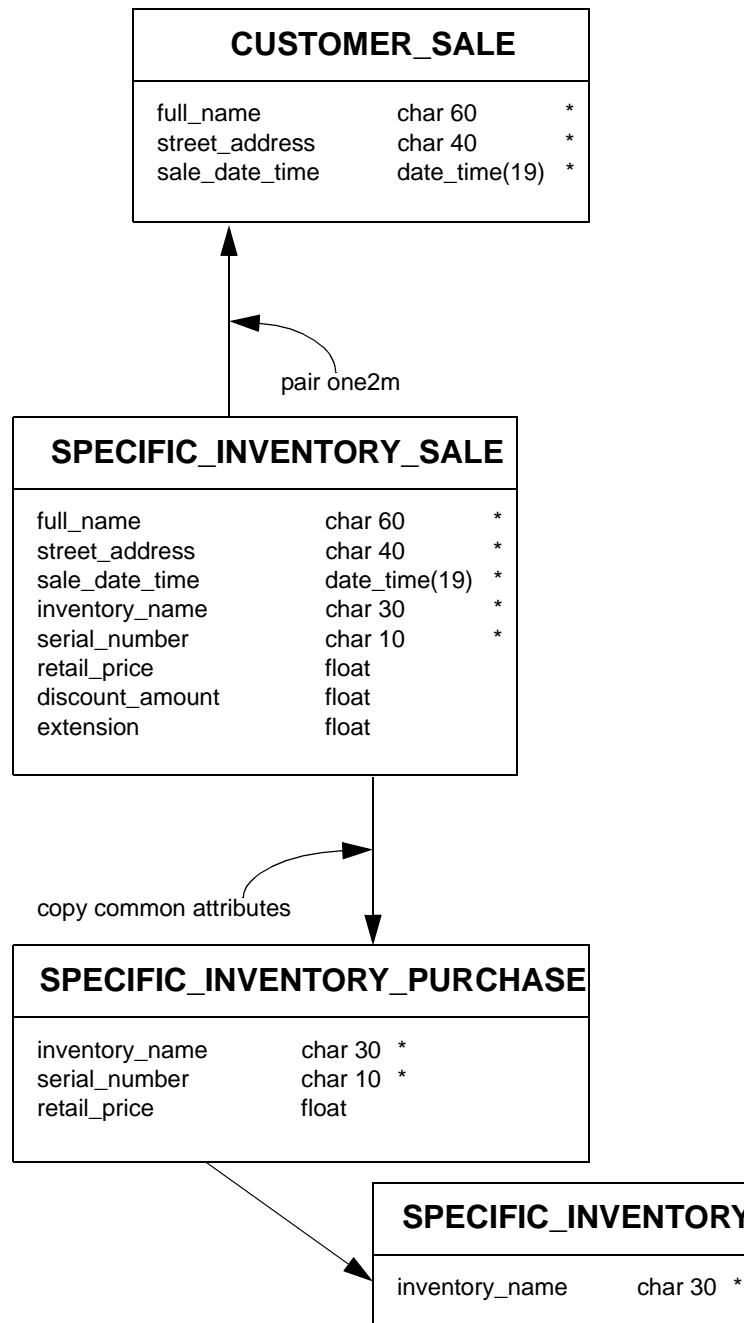 CUSTOMER_SALE
full_name char 60 *
street_address char 40 *
sale_date_time date_time(19) *
pair one2m
SPECIFIC_INVENTORY_SALE
full_name char 60 *
street_address char 40 *
sale_date_time date_time(19) *
inventory_name char 30 *
serial_number char 10 *
retail_price float
discount_amount float
extension float
copy common attributes
SPECIFIC_INVENTORY_PURCHASE
inventory_name char 30 *
serial_number char 10 *
retail_price float
SPECIFIC_INVENTORY
inventory_name char 30 *